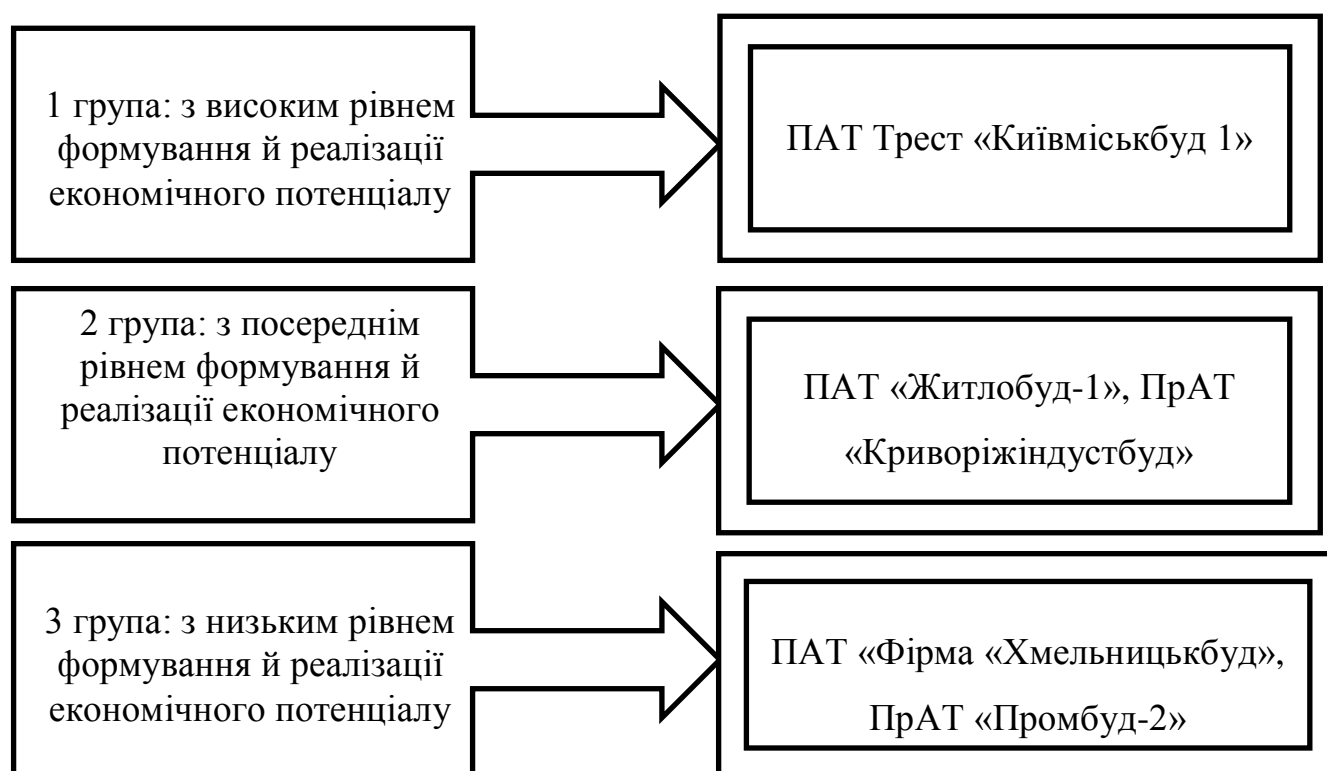 1 група: з високим рівнем
формування й реалізації
економічного потенціалу
ПАТ Трест «Київміськбуд 1»
2 група: з посереднім
рівнем формування й
реалізації економічного
потенціалу
ПАТ «Житлобуд-1», ПрАТ
«Криворіжіндустбуд»
3 група: з низьким рівнем
формування й реалізації
економічного потенціалу
ПАТ «Фірма «Хмельницькбуд»,
ПрАТ «Промбуд-2»